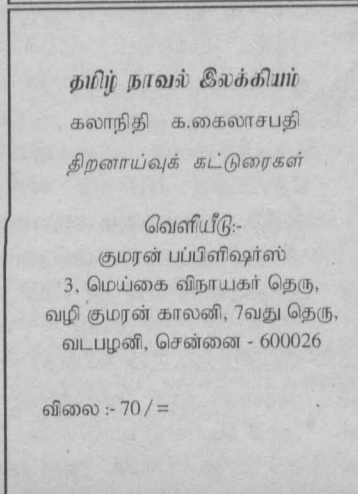 தமிழ் நாவல் இலக்கியம்
கலாநிதி க.கைலாசபதி
திறனாய்வுக் கட்டுரைகள்
வெளியீடு:-
குமரன் பப்பிளிஷர்ஸ்
3, மெய்கை விநாயகர் தெரு,
வழி குமரன் காலனி, 7வது தெரு,
வடபழனி, சென்னை - 600026
விலை :- 70/=